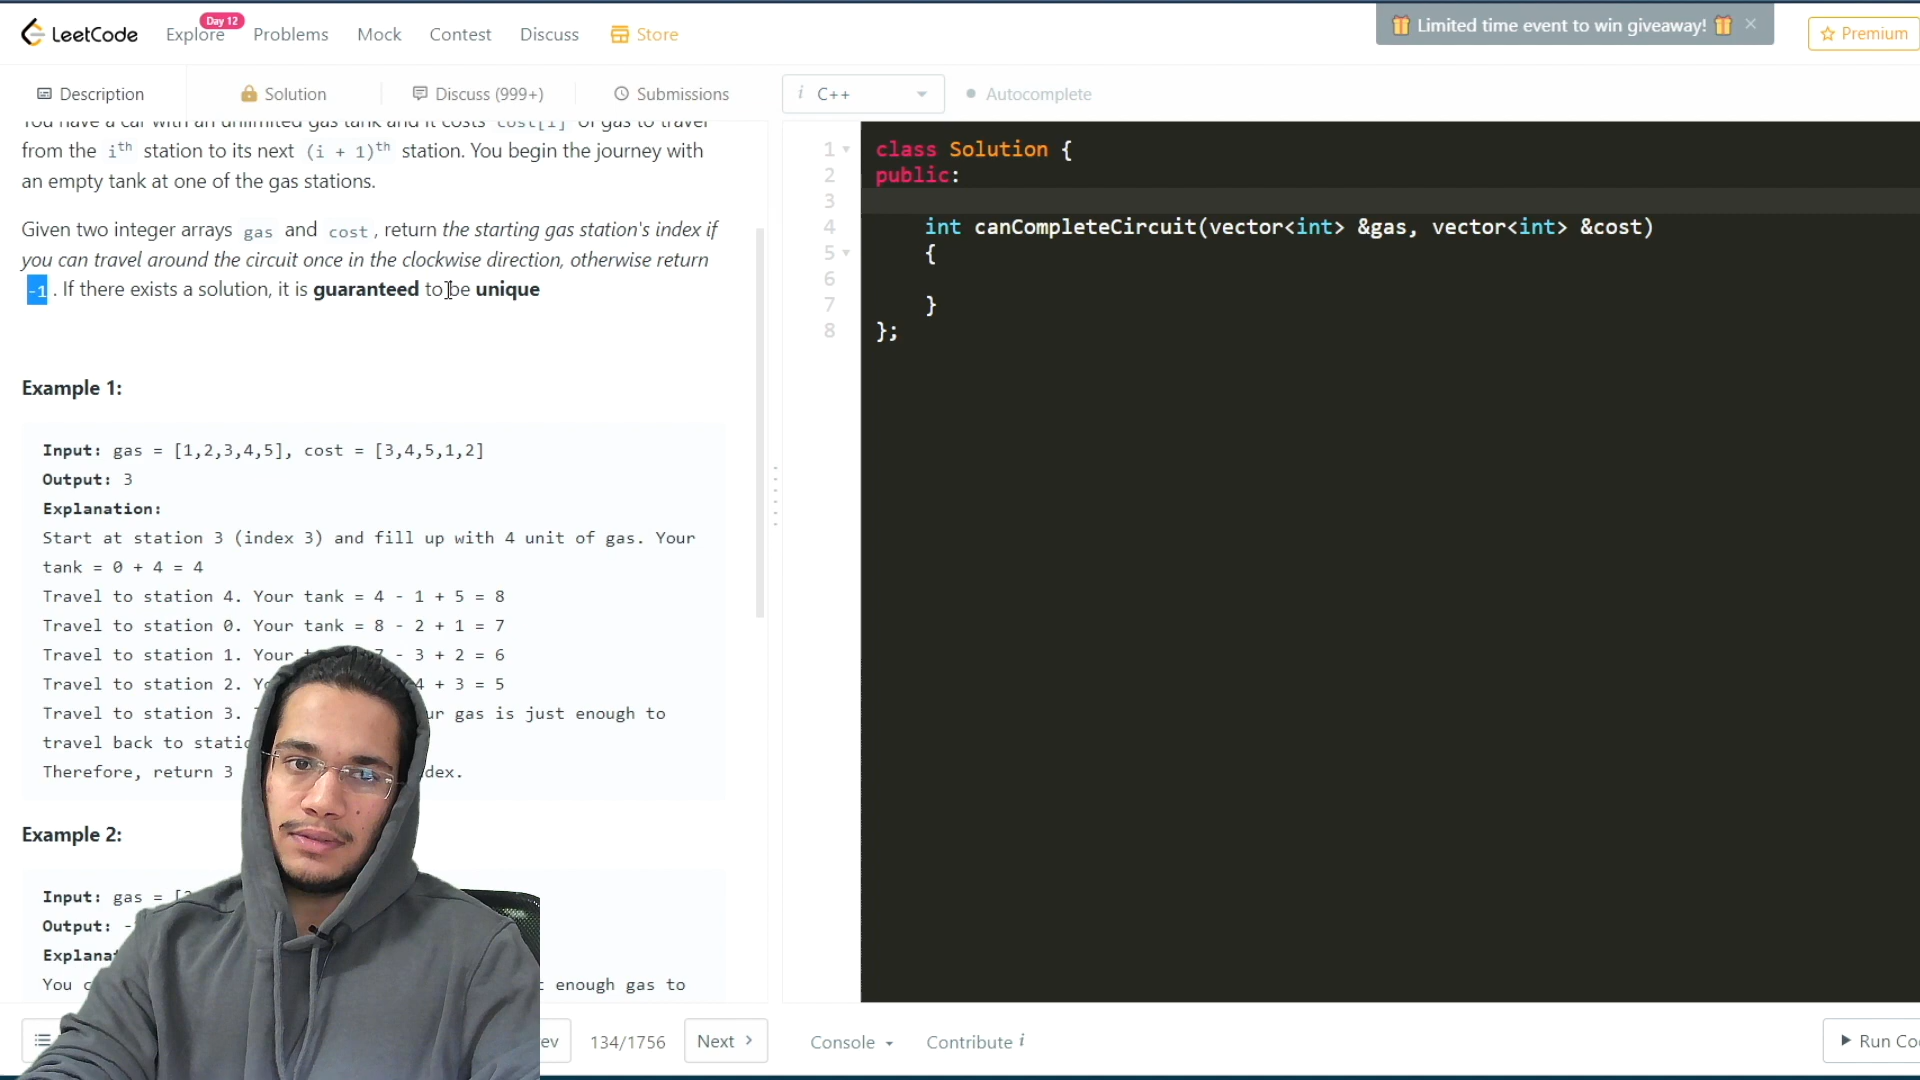 LeetCode
Explore
Day 12
Problems
Mock
Contest
Discuss
Store
Limited time event to win giveaway!
Premium
Description
Solution
Discuss (999+)
Submissions
i C++
Autocomplete
You have a car with an unlimited gas tank and it costs cost[i] of gas to travel
from the ith station to its next (i + 1)th station. You begin the journey with
an empty tank at one of the gas stations.
Given two integer arrays gas and cost, return the starting gas station's index if
you can travel around the circuit once in the clockwise direction, otherwise return
-1. If there exists a solution, it is guaranteed to be unique
Example 1:
Input: gas = [1,2,3,4,5], cost = [3,4,5,1,2]
Output: 3
Explanation:
Start at station 3 (index 3) and fill up with 4 unit of gas. Your
tank = 0 + 4 = 4
Travel to station 4. Your tank = 4 - 1 + 5 = 8
Travel to station 0. Your tank = 8 - 2 + 1 = 7
Travel to station 1. Your - 3 + 2 = 6
Travel to station 2. 4 + 3 = 5
Travel to station 3. gas is just enough to
travel back to
Therefore, return 3
Example 2:
Input: gas =
Output: -
You
enough gas to
134/1756
Next
1
2
3
4
5
6
7
8
class Solution {
public:
int canCompleteCircuit(vector<int> &gas, vector<int> &cost)
{
}
};
Console
Contribute i
Run